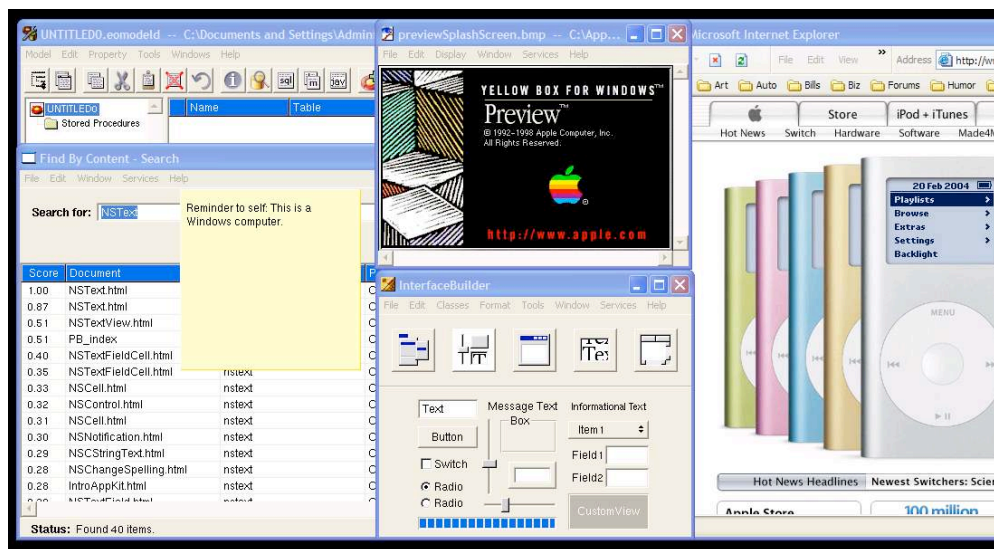 UNTITLED0.eomodeld -- C:\Documents and Settings\Admin
Model Edit Property Tools Windows Help
sql
jav
UNTITLED0
Stored Procedures
Name Table
Find By Content - Search
File Edit Window Services Help
Search for: NSText
Reminder to self: This is a
Windows computer.
Score Document P
1.00 NSText.html C
0.87 NSText.html C
0.51 NSTextView.html C
0.51 PB_index C
0.40 NSTextFieldCell.html C
0.35 NSTextFieldCell.html nstext C
0.33 NSCell.html nstext C
0.32 NSControl.html nstext C
0.31 NSCell.html nstext C
0.30 NSNotification.html nstext C
0.29 NSCStringText.html nstext C
0.28 NSChangeSpelling.html nstext C
0.28 IntroAppKit.html nstext C
Status: Found 40 items.
previewSplashScreen.bmp -- C:\App...
File Edit Display Window Services Help
YELLOW BOX FOR WINDOWS™
Preview™
© 1992-1998 Apple Computer, Inc.
All Rights Reserved.
®
http://www.apple.com
InterfaceBuilder
File Edit Classes Format Tools Window Services Help
Text Message Text Informational Text
Box
Item 1
Button
Field1
Switch
Field2
Radio
Radio
CustomView
Microsoft Internet Explorer
File Edit View » Address http://w
Art Auto Bills Biz Forums Humor
Store iPod + iTunes
Hot News Switch Hardware Software Made4M
20 Feb 2004
Playlists >
Browse >
Extras >
Settings >
Backlight
MENU
Hot News Headlines Newest Switchers: Scien
Apple Store 100 million